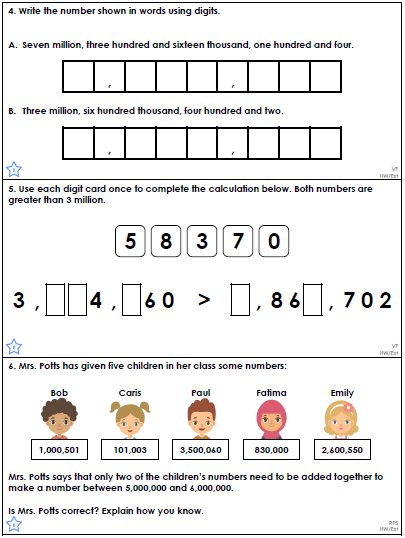 4. Write the number shown in words using digits.
A. Seven million, three hundred and sixteen thousand, one hundred and four.
, ,
B. Three million, six hundred thousand, four hundred and two.
, ,
VF
HW/Ext
5. Use each digit card once to complete the calculation below. Both numbers are
greater than 3 million.
5 8 3 7 0
3 , 4 , 6 0 > , 8 6 , 7 0 2
VF
HW/Ext
6. Mrs. Potts has given five children in her class some numbers:
Bob Caris Paul Fatima Emily
1,000,501 101,003 3,500,060 830,000 2,600,550
Mrs. Potts says that only two of the children's numbers need to be added together to
make a number between 5,000,000 and 6,000,000.
Is Mrs. Potts correct? Explain how you know.
RPS
HW/Ext